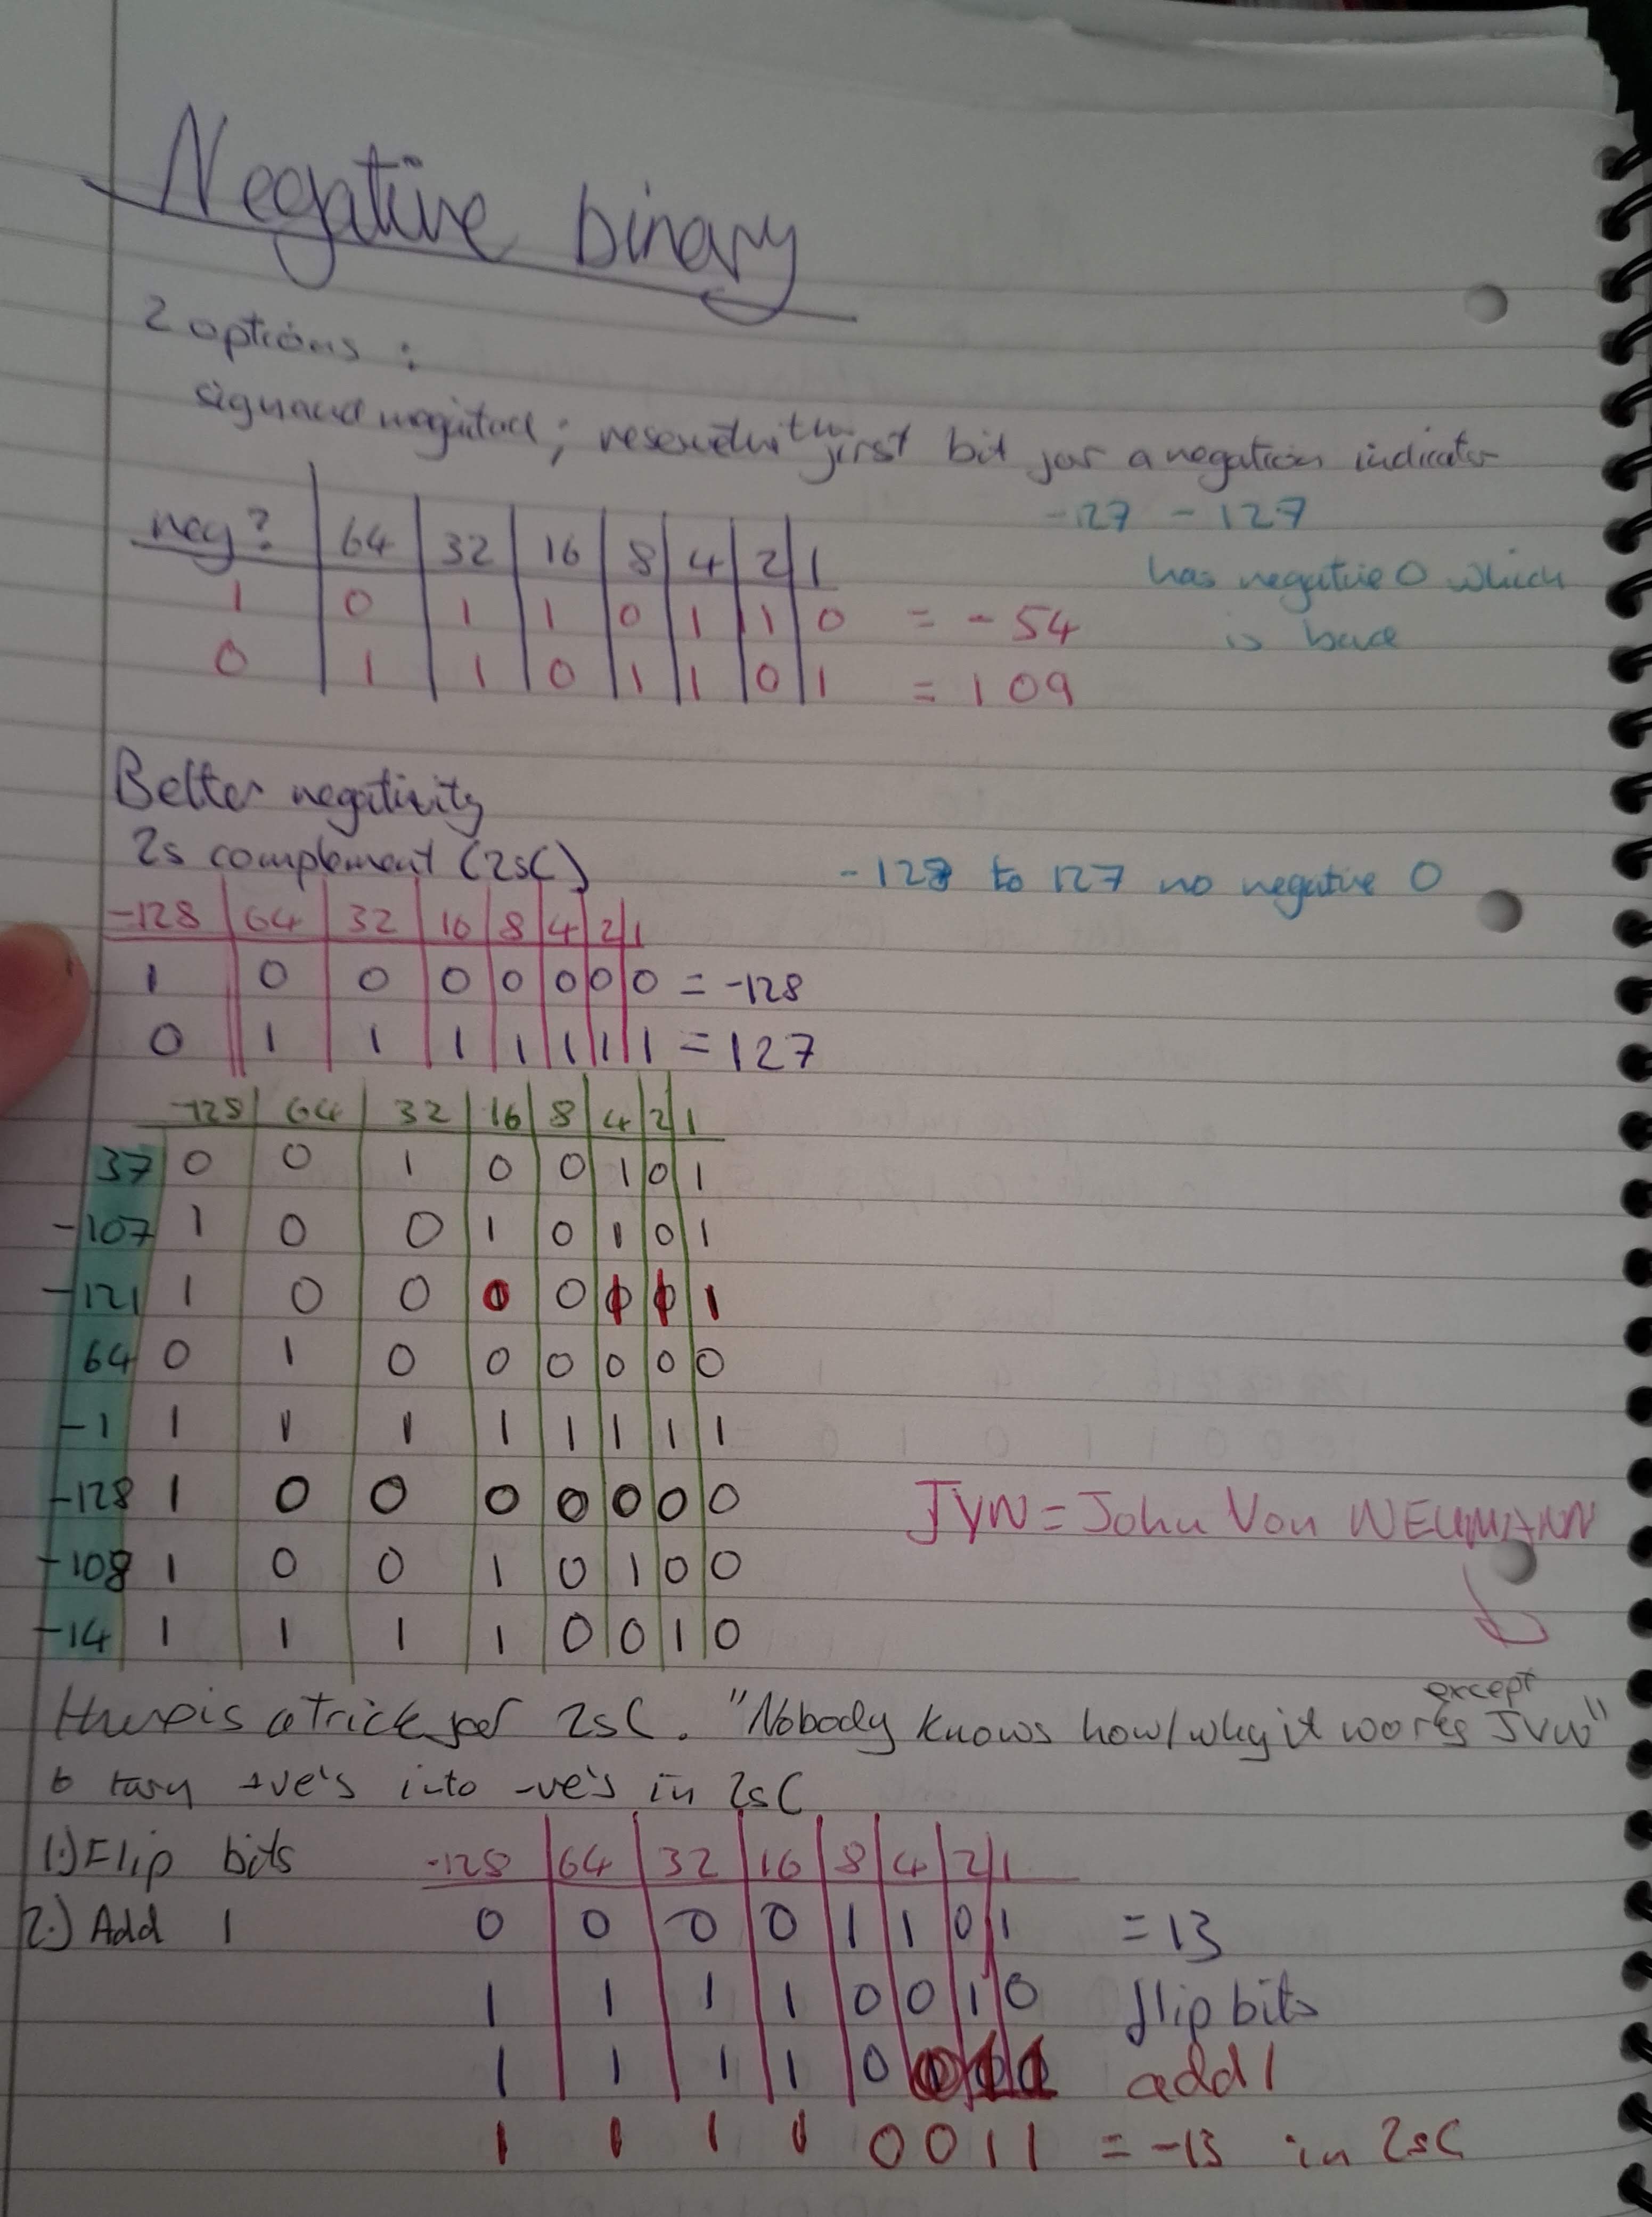 Negative binary
2 options :
sign and ; first bit for a negation indicator
-127 - 127
neg? 64 32 16 8 4 2 1
has negative 0 which
1 0 1 1 0 1 1 0 = - 54
is
0 1 1 0 1 1 0 1 = 109
Better negativity
2s complement (2sC)
-128 to 127 no negative 0
-128 64 32 16 8 4 2 1
1 0 0 0 0 0 0 0 = -128
0 1 1 1 1 1 1 1 = 127
-128 64 32 16 8 4 2 1
37 0 0 1 0 0 1 0 1
-107 1 0 0 1 0 1 0 1
-121 1 0 0 0 0 1 1 1
64 0 1 0 0 0 0 0 0
-1 1 1 1 1 1 1 1 1
-128 1 0 0 0 0 0 0 0
JVN = John Von NEUMANN
-108 1 0 0 1 0 1 0 0
-14 1 1 1 1 0 0 1 0
is a trick for 2sC. "Nobody knows how/why it works except JVN"
to turn +ve's into -ve's in 2sC
1.) Flip bits
-128 64 32 16 8 4 2 1
2.) Add 1
0 0 0 0 1 1 0 1 = 13
1 1 1 1 0 0 1 0 flip bits
1 1 1 1 0 add 1
1 1 1 1 0 0 1 1 = -13 in 2sC